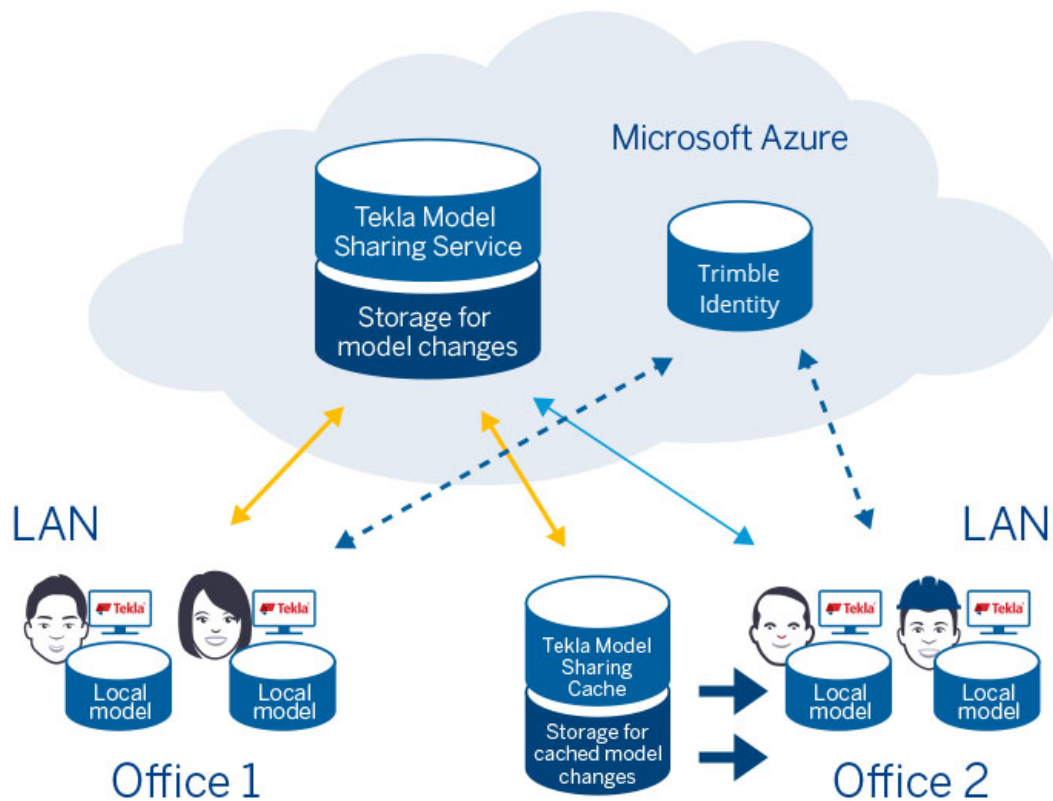 Microsoft Azure
Tekla Model
Sharing Service
Storage for
model changes
Trimble
Identity
LAN
LAN
Tekla
Tekla
Local
model
Local
model
Office 1
Tekla Model
Sharing
Cache
Storage for
cached model
changes
Tekla
Tekla
Local
model
Local
model
Office 2